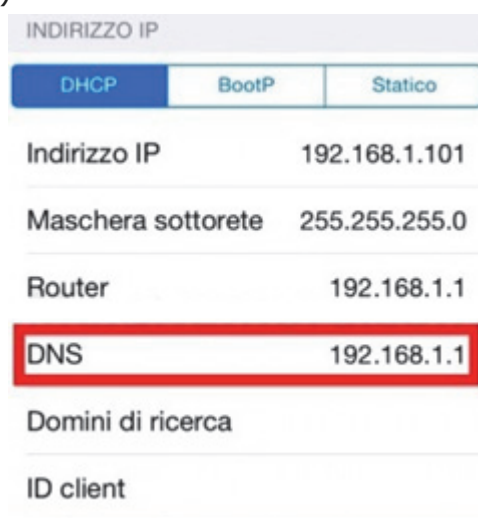 )
INDIRIZZO IP
DHCP BootP Statico
Indirizzo IP 192.168.1.101
Maschera sottorete 255.255.255.0
Router 192.168.1.1
DNS 192.168.1.1
Domini di ricerca
ID client